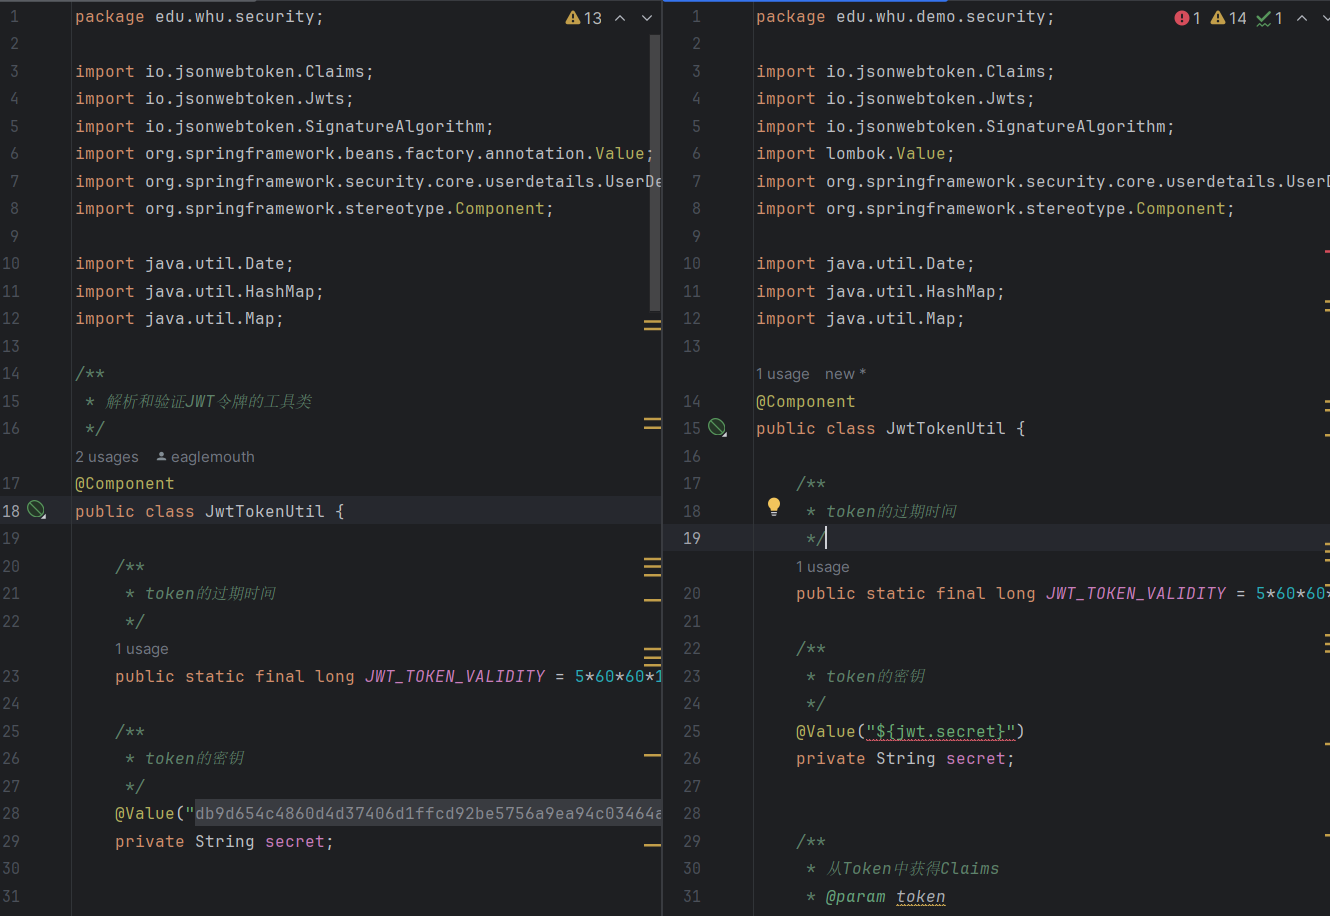 1 package edu.whu.security; 13
2
3 import io.jsonwebtoken.Claims;
4 import io.jsonwebtoken.Jwts;
5 import io.jsonwebtoken.SignatureAlgorithm;
6 import org.springframework.beans.factory.annotation.Value;
7 import org.springframework.security.core.userdetails.UserDe
8 import org.springframework.stereotype.Component;
9
10 import java.util.Date;
11 import java.util.HashMap;
12 import java.util.Map;
13
14 /**
15 * 解析和验证JWT令牌的工具类
16 */
2 usages eaglemouth
17 @Component
18 public class JwtTokenUtil {
19
20 /**
21 * token的过期时间
22 */
1 usage
23 public static final long JWT_TOKEN_VALIDITY = 5*60*60*1
24
25 /**
26 * token的密钥
27 */
28 @Value("db9d654c4860d4d37406d1ffcd92be5756a9ea94c03464a
29 private String secret;
30
31
1 package edu.whu.demo.security; 1 14 1
2
3 import io.jsonwebtoken.Claims;
4 import io.jsonwebtoken.Jwts;
5 import io.jsonwebtoken.SignatureAlgorithm;
6 import lombok.Value;
7 import org.springframework.security.core.userdetails.UserD
8 import org.springframework.stereotype.Component;
9
10 import java.util.Date;
11 import java.util.HashMap;
12 import java.util.Map;
13
1 usage new *
14 @Component
15 public class JwtTokenUtil {
16
17 /**
18 * token的过期时间
19 */
1 usage
20 public static final long JWT_TOKEN_VALIDITY = 5*60*60*
21
22 /**
23 * token的密钥
24 */
25 @Value("${jwt.secret}")
26 private String secret;
27
28
29 /**
30 * 从Token中获得Claims
31 * @param token